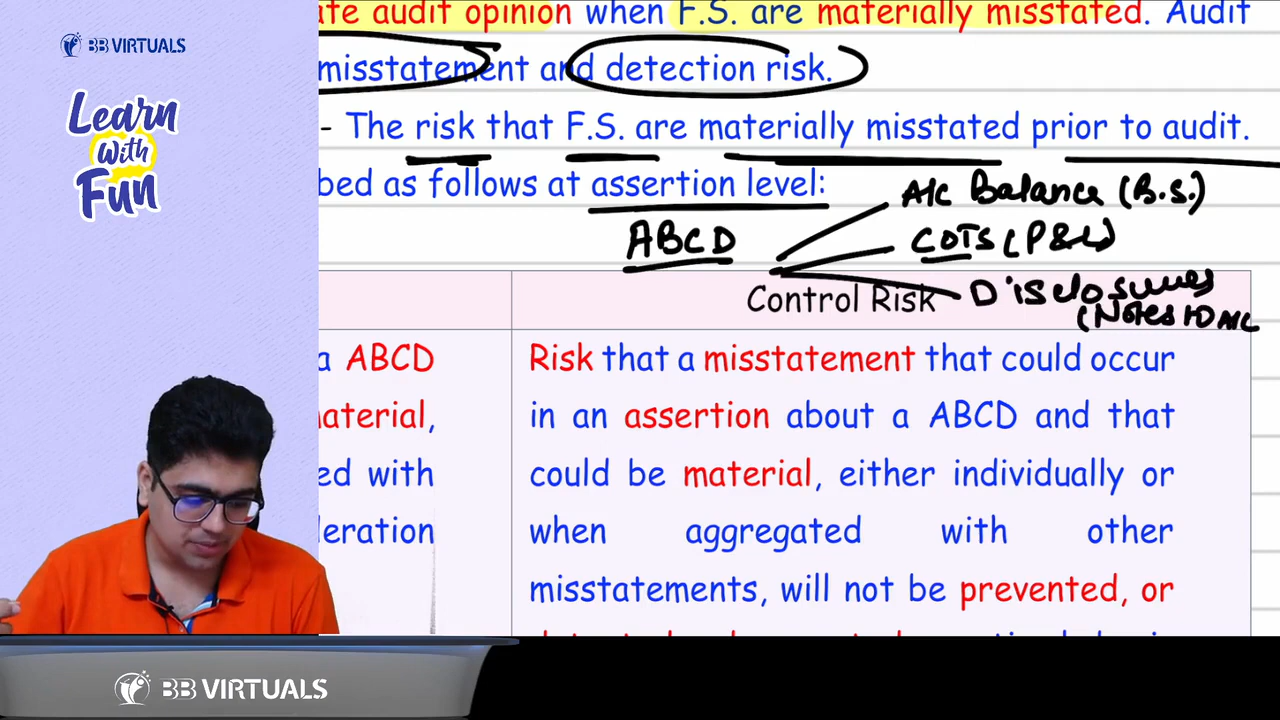 BB VIRTUALS
Learn
With
Fun
ate audit opinion when F.S. are materially misstated. Audit
misstatement and detection risk.
- The risk that F.S. are materially misstated prior to audit.
bed as follows at assertion level:
ABCD
A/c Balance (B.S.)
COTS (P&L)
Disclosures
(Notes to A/c
Control Risk
a ABCD
naterial,
ed with
leration
Risk that a misstatement that could occur
in an assertion about a ABCD and that
could be material, either individually or
when aggregated with other
misstatements, will not be prevented, or
BB VIRTUALS